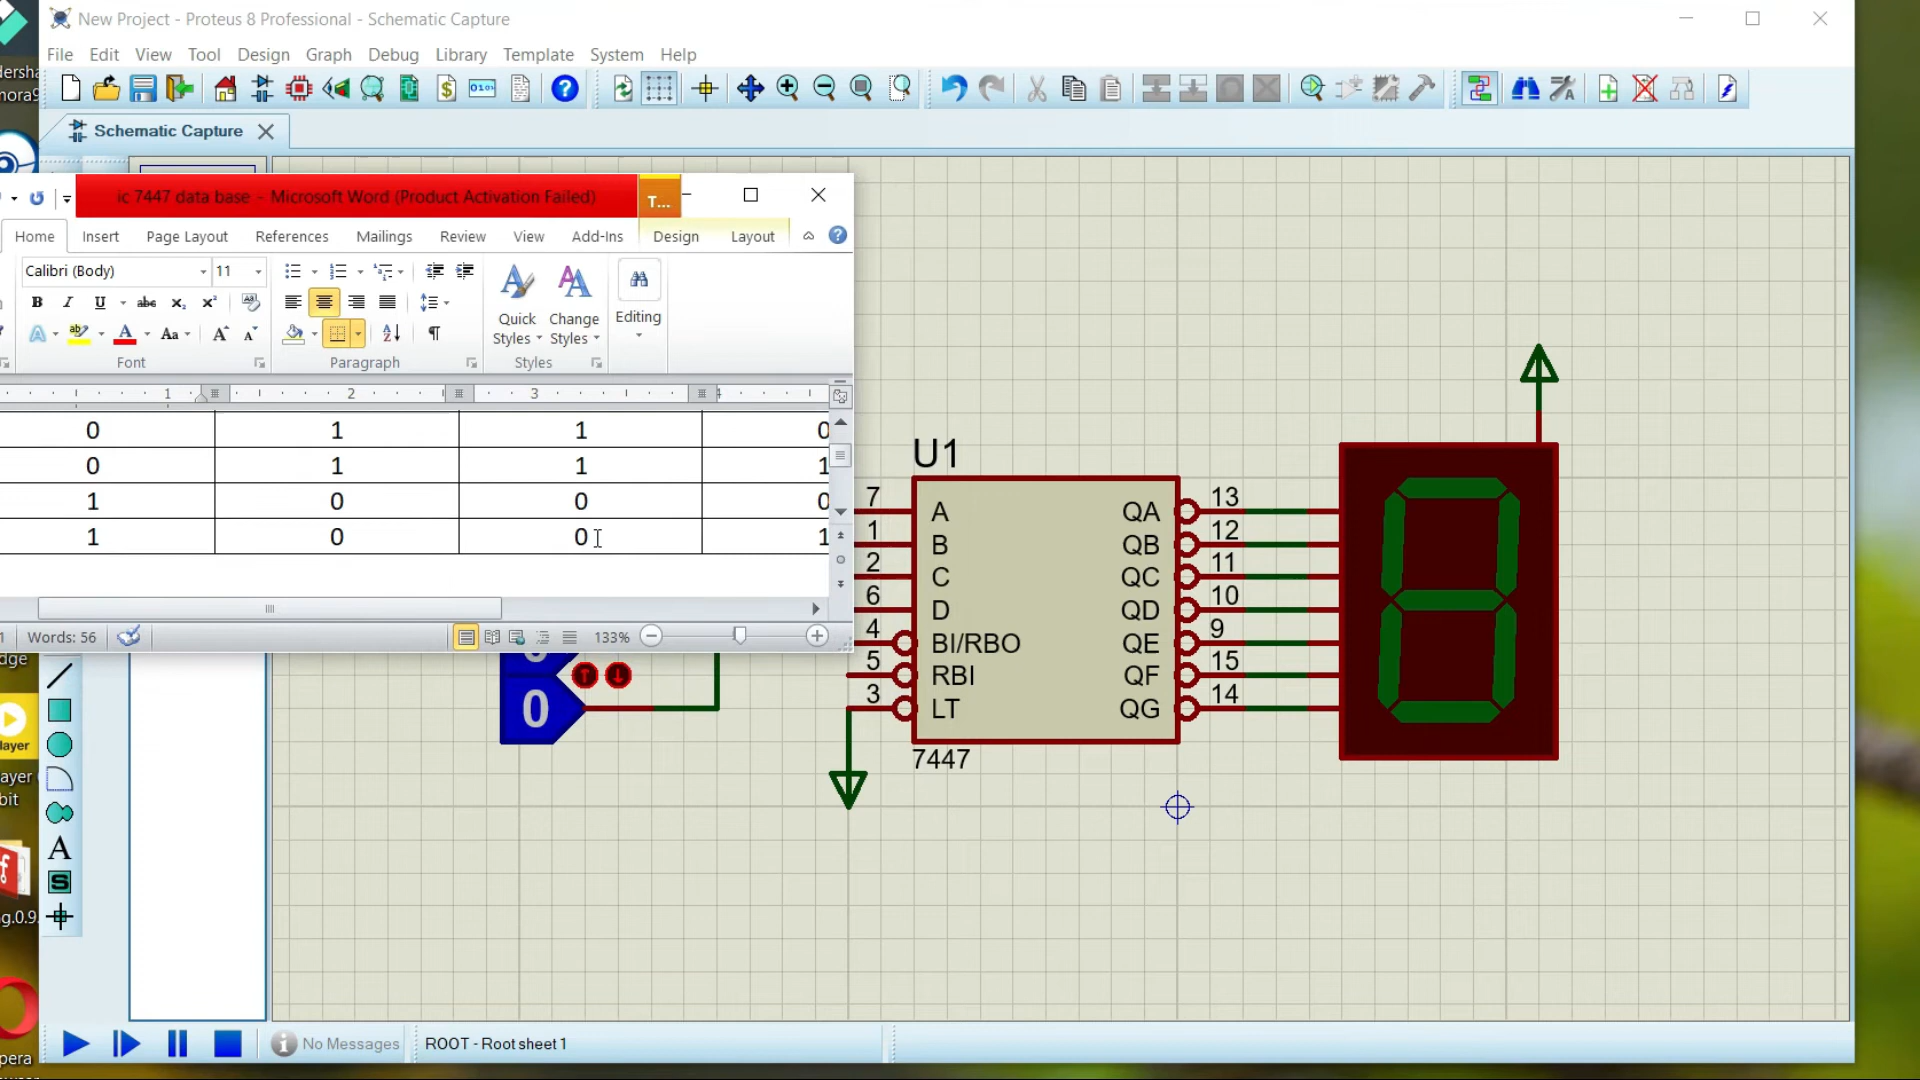 New Project - Proteus 8 Professional - Schematic Capture
File Edit View Tool Design Graph Debug Library Template System Help
Schematic Capture
ic 7447 data base - Microsoft Word (Product Activation Failed)
T...
Home Insert Page Layout References Mailings Review View Add-Ins Design Layout
Calibri (Body) 11
Quick Styles
Change Styles
Editing
Font Paragraph Styles
1 2 3 4
0 1 1 0
0 1 1 1
1 0 0 0
1 0 0 1
Words: 56
133%
0
U1
7 A QA 13
1 B QB 12
2 C QC 11
6 D QD 10
4 BI/RBO QE 9
5 RBI QF 15
3 LT QG 14
7447
No Messages
ROOT - Root sheet 1